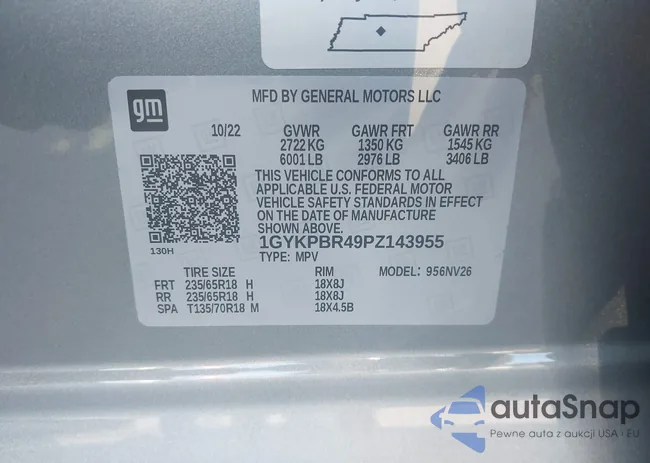 gm
MFD BY GENERAL MOTORS LLC
10/22 GVWR GAWR FRT GAWR RR
2722 KG 1350 KG 1545 KG
6001 LB 2976 LB 3406 LB
THIS VEHICLE CONFORMS TO ALL
APPLICABLE U.S. FEDERAL MOTOR
VEHICLE SAFETY STANDARDS IN EFFECT
ON THE DATE OF MANUFACTURE
SHOWN ABOVE.
130H
1GYKPBR49PZ143955
TYPE: MPV
TIRE SIZE RIM MODEL: 956NV26
FRT 235/65R18 H 18X8J
RR 235/65R18 H 18X8J
SPA T135/70R18 M 18X4.5B
autaSnap
Pewne auta z aukcji USA i EU